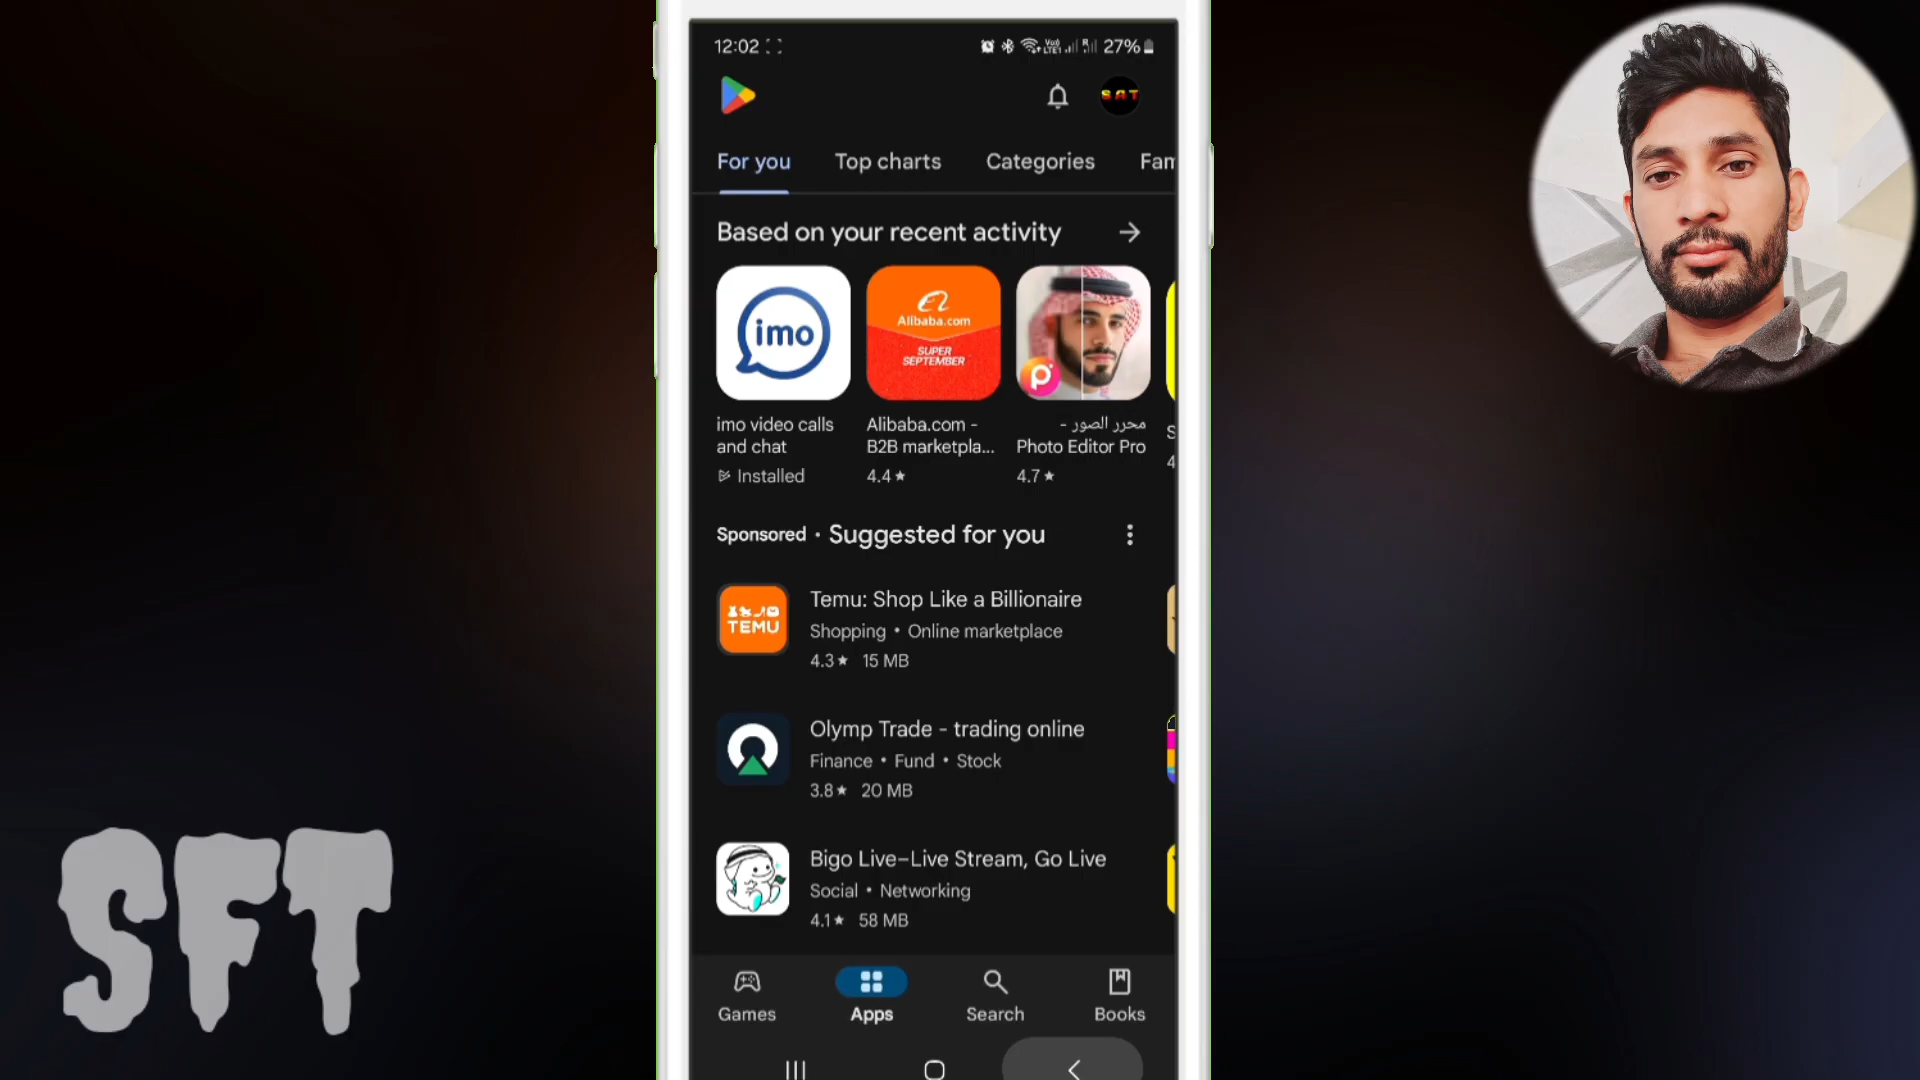 12:02
27%
SAT
For you
Top charts
Categories
Fam
Based on your recent activity
imo
Alibaba.com
SUPER
SEPTEMBER
imo video calls
and chat
Installed
Alibaba.com -
B2B marketpla...
4.4★
محرر الصور -
Photo Editor Pro
4.7★
S
4
Sponsored • Suggested for you
TEMU
Temu: Shop Like a Billionaire
Shopping • Online marketplace
4.3★ 15 MB
Olymp Trade - trading online
Finance • Fund • Stock
3.8★ 20 MB
Bigo Live–Live Stream, Go Live
Social • Networking
4.1★ 58 MB
Games
Apps
Search
Books
SFT